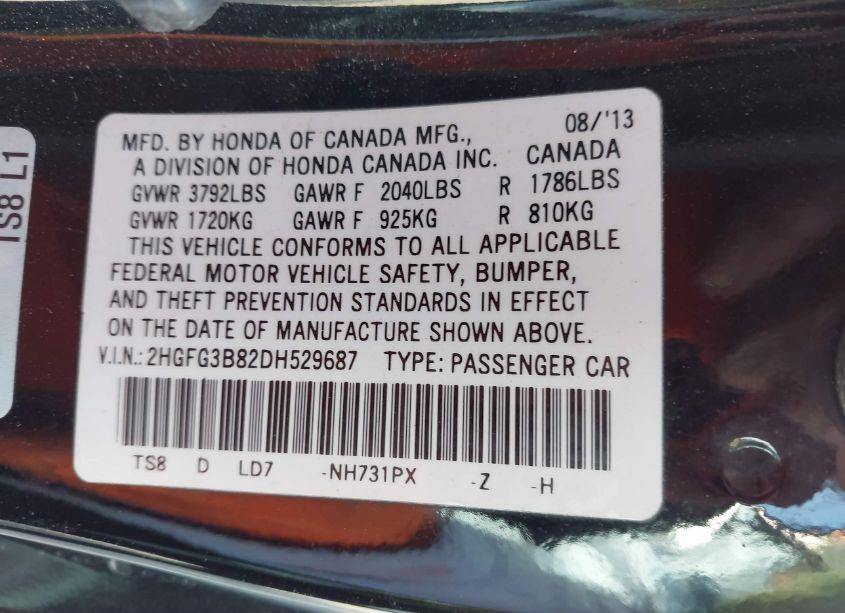 MFD. BY HONDA OF CANADA MFG., 08/'13
A DIVISION OF HONDA CANADA INC. CANADA
GVWR 3792LBS GAWR F 2040LBS R 1786LBS
GVWR 1720KG GAWR F 925KG R 810KG
THIS VEHICLE CONFORMS TO ALL APPLICABLE
FEDERAL MOTOR VEHICLE SAFETY, BUMPER,
AND THEFT PREVENTION STANDARDS IN EFFECT
ON THE DATE OF MANUFACTURE SHOWN ABOVE.
V.I.N.: 2HGFG3B82DH529687 TYPE: PASSENGER CAR
TS8 D LD7 -NH731PX -Z -H
TS8 L1